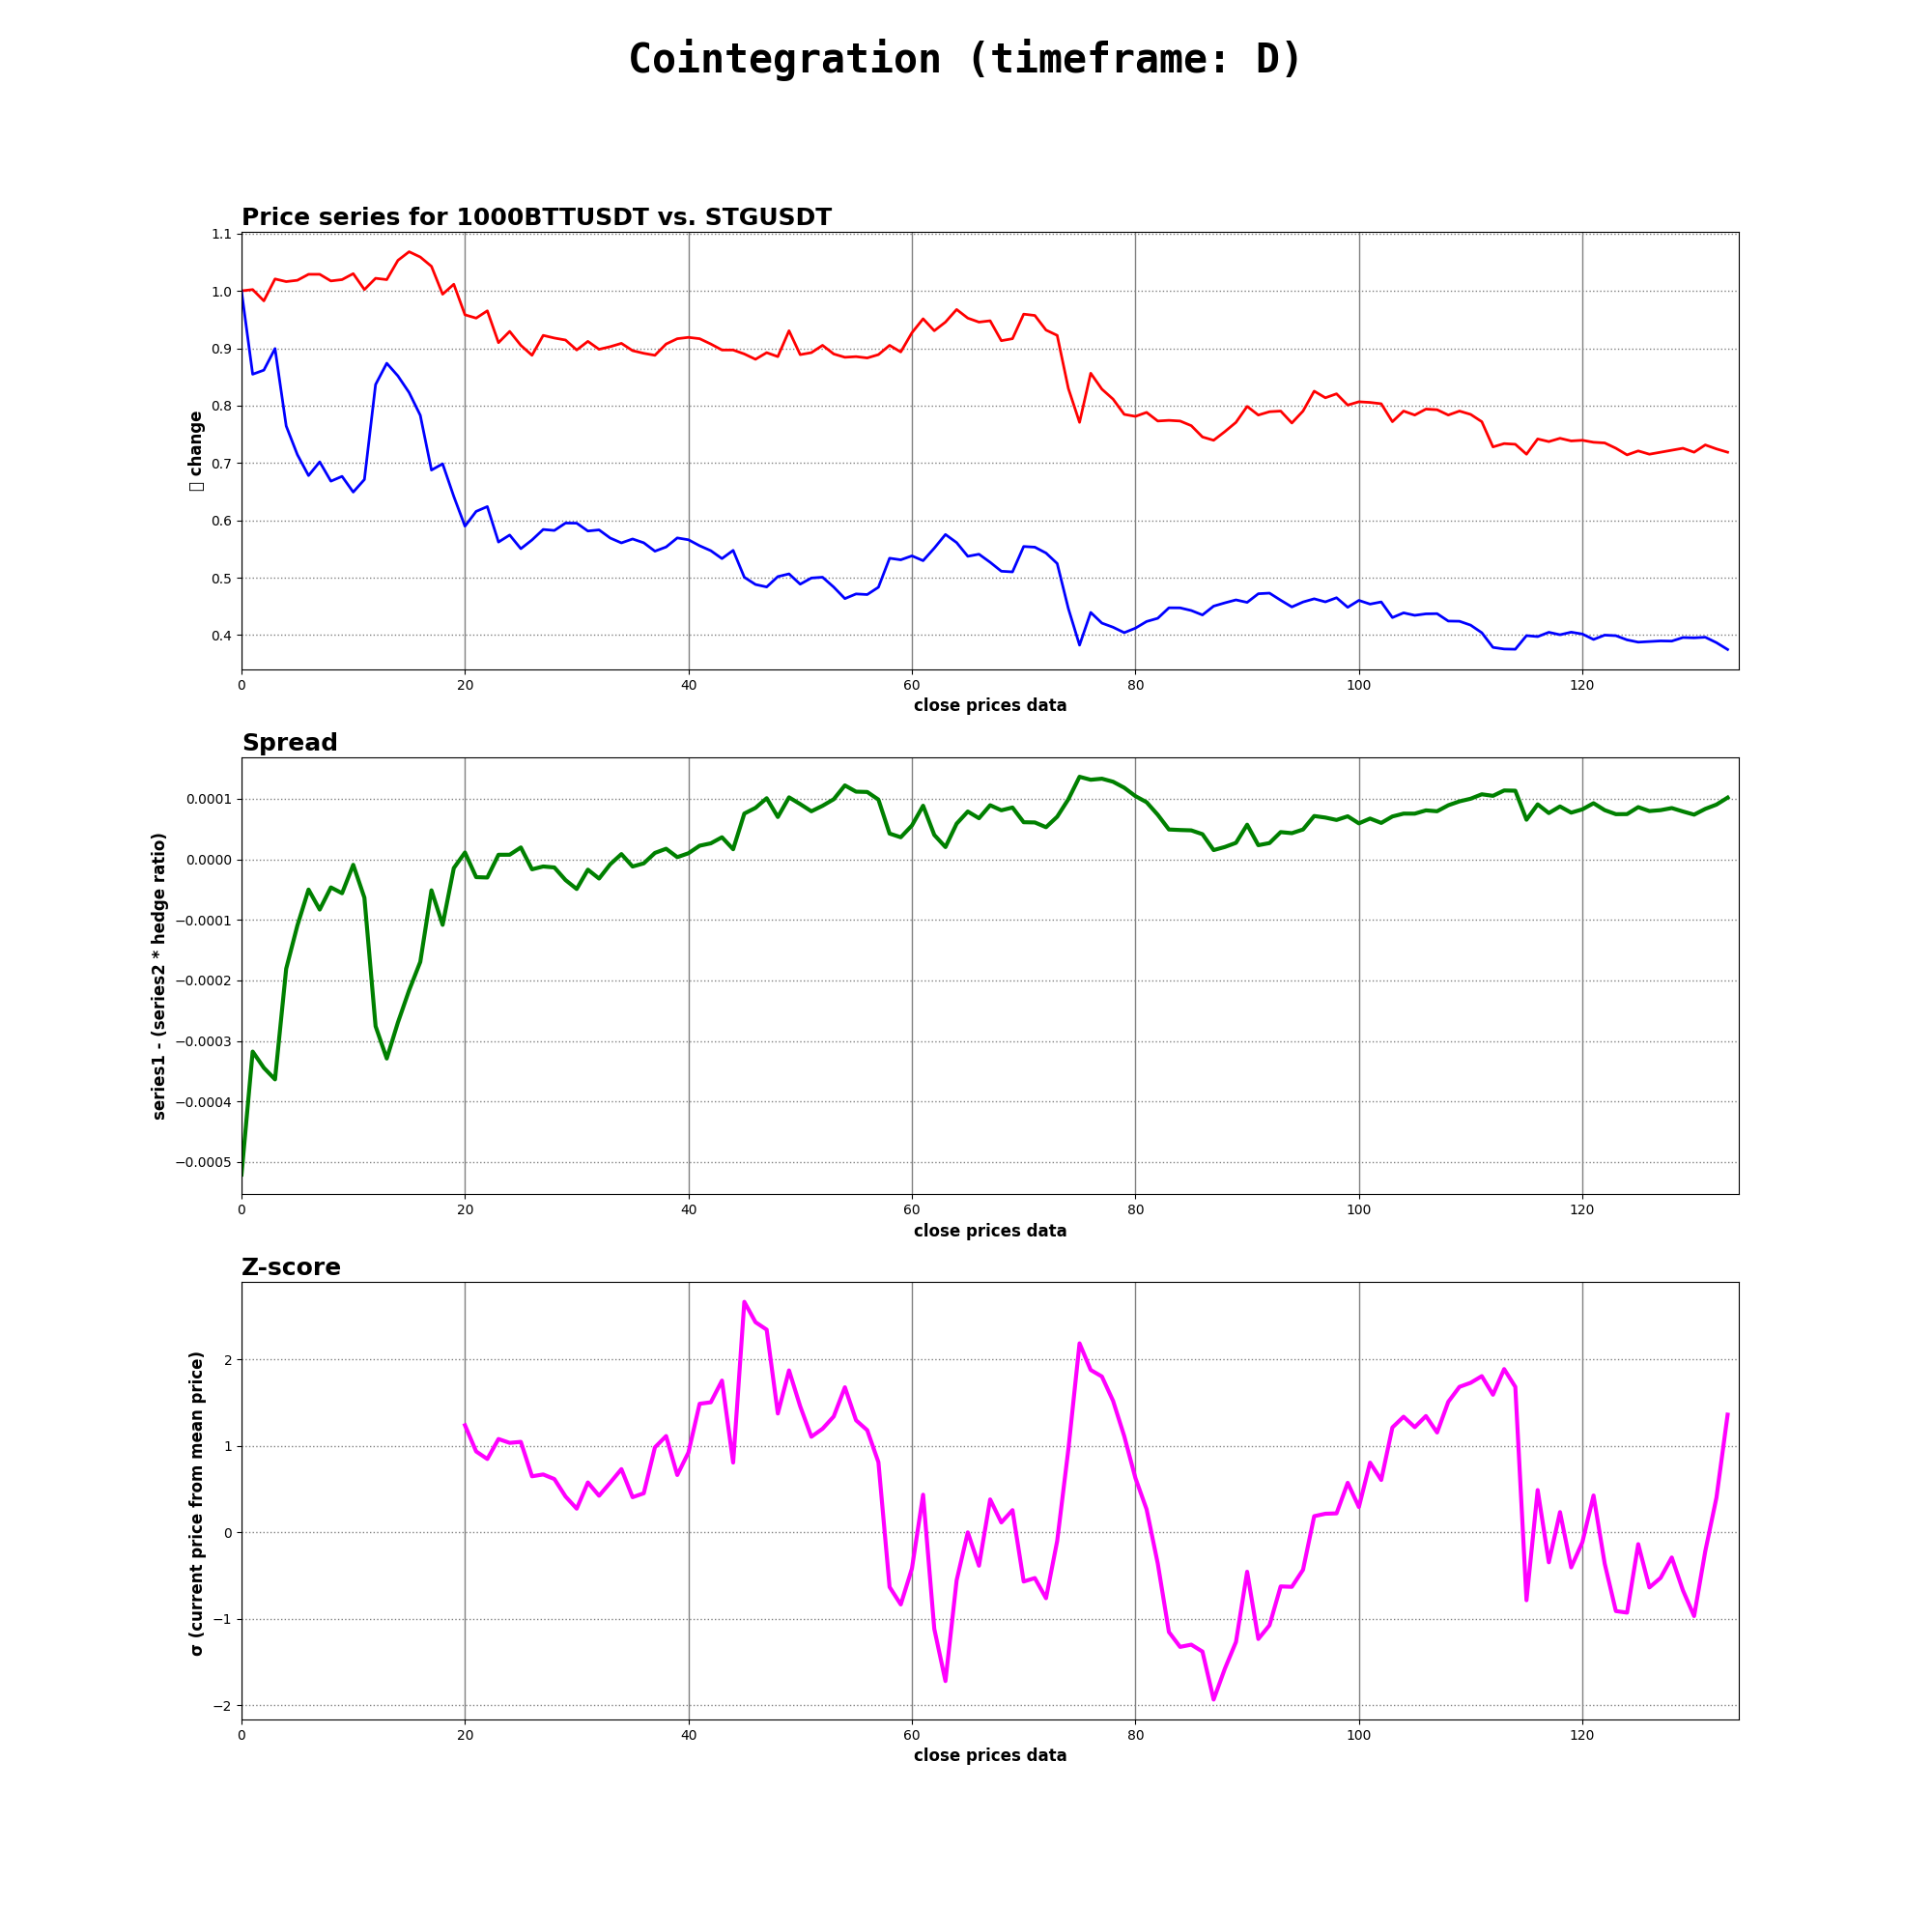 Cointegration (timeframe: D)
Price series for 1000BTTUSDT vs. STGUSDT
1.1
1.0
0.9
0.8
0.7
0.6
0.5
0.4
change
0 20 40 60 80 100 120
close prices data
Spread
0.0001
0.0000
−0.0001
−0.0002
−0.0003
−0.0004
−0.0005
series1 - (series2 * hedge ratio)
0 20 40 60 80 100 120
close prices data
Z-score
2
1
0
−1
−2
σ (current price from mean price)
0 20 40 60 80 100 120
close prices data